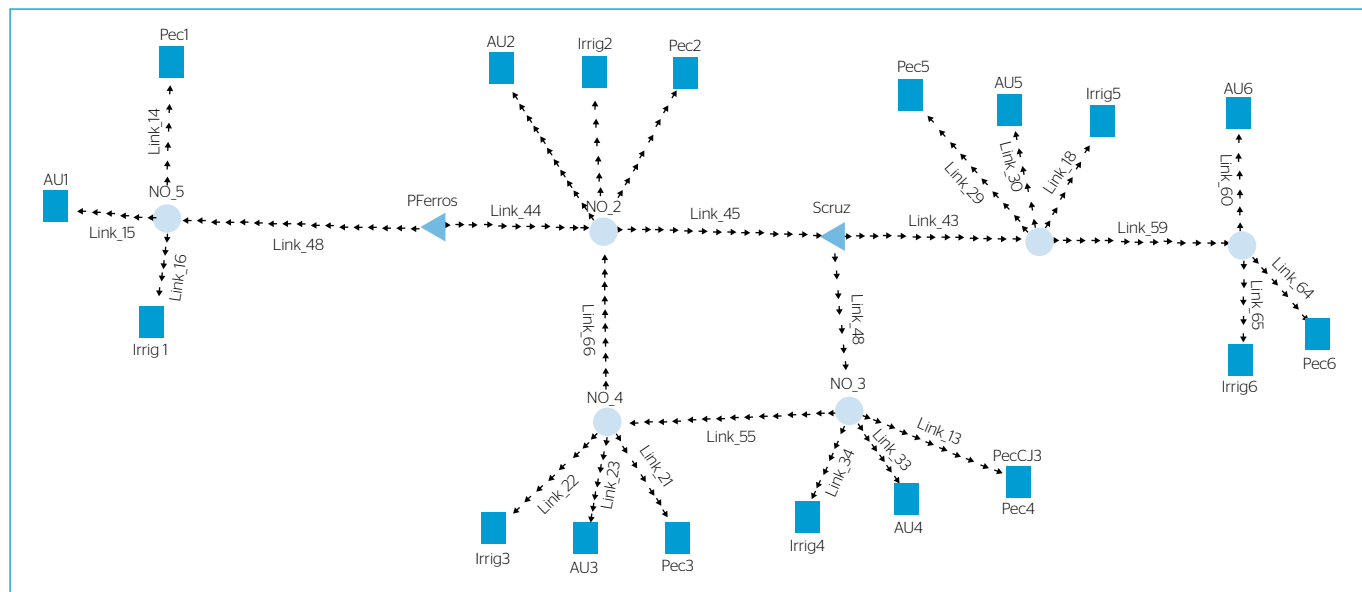 Pec1
Link_14
AU1
NO_5
Link_15
Link_16
Irrig 1
Link_48
PFerros
Link_44
AU2
Irrig2
Pec2
NO_2
Link_45
Scruz
Link_43
Pec5
AU5
Irrig5
Link_29
Link_30
Link_18
Link_59
AU6
Link_60
Link_64
Link_65
Irrig6
Pec6
Link_66
Link_48
NO_4
NO_3
Link_55
Link_22
Link_23
Link_21
Irrig3
AU3
Pec3
Link_34
Link_33
Link_13
Irrig4
AU4
PecCJ3
Pec4